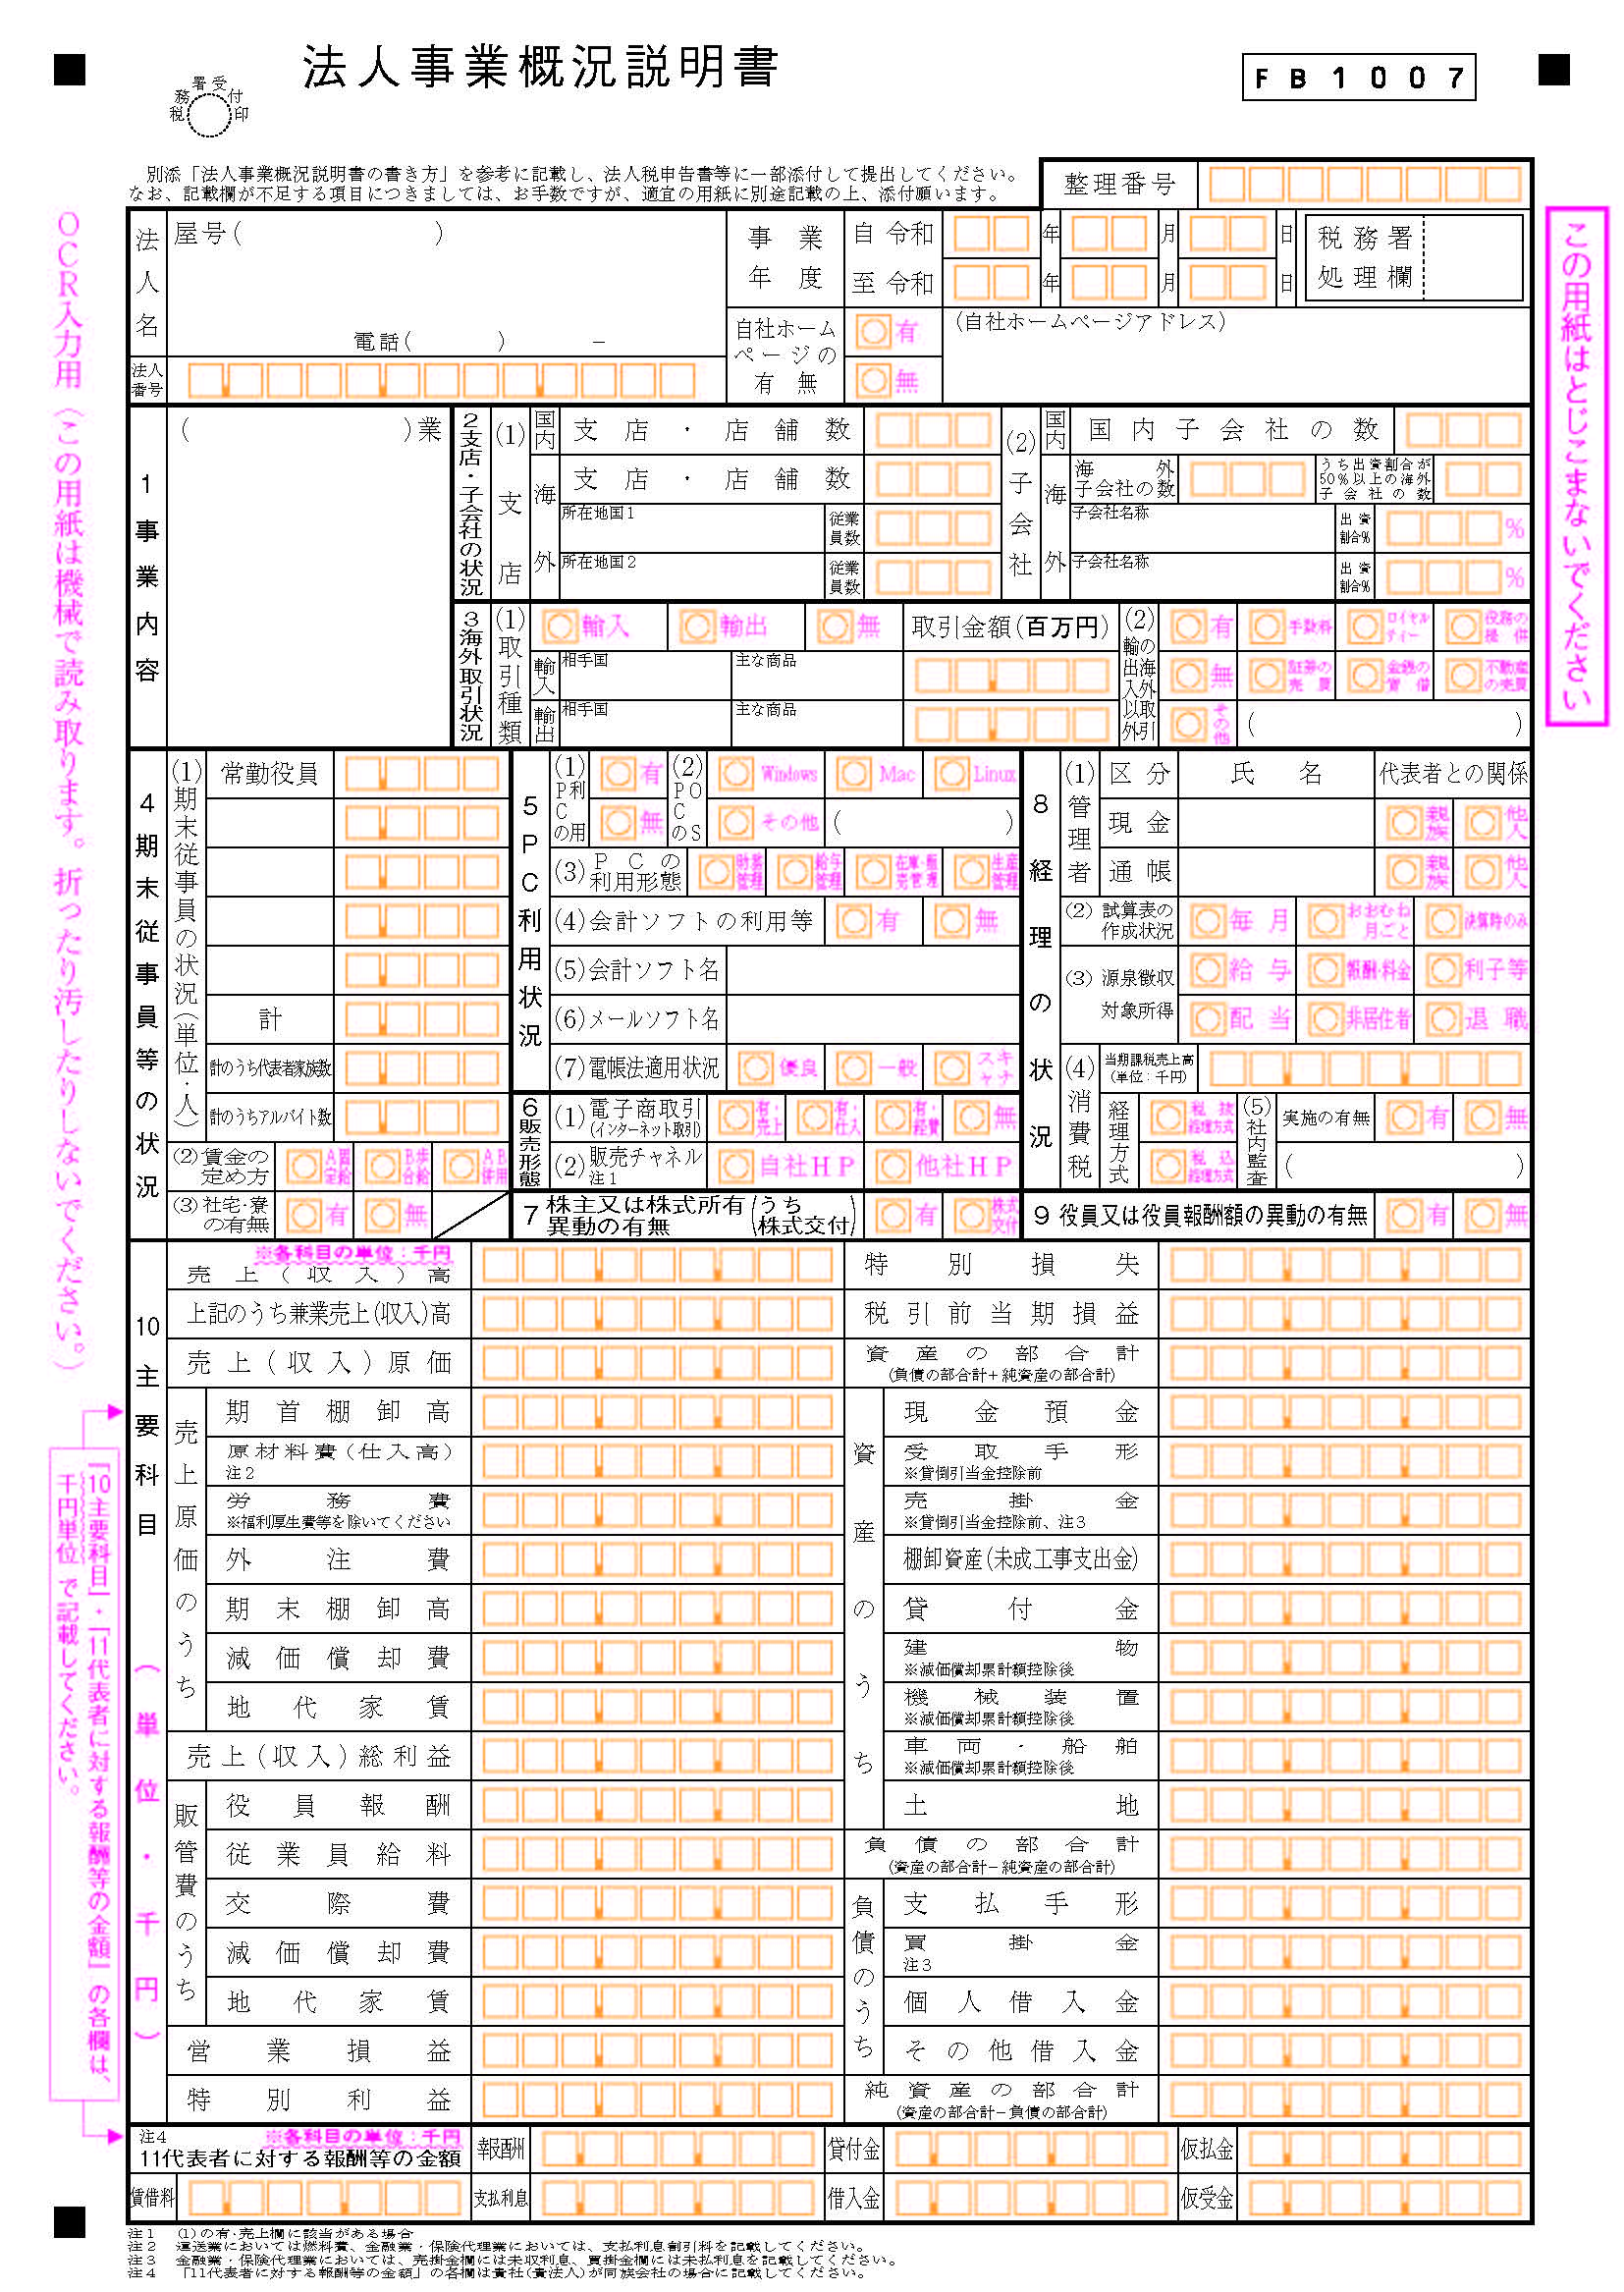 法人事業概況説明書
FB1007
税務署受付印
別添「法人事業概況説明書の書き方」を参考に記載し、法人税申告書等に一部添付して提出してください。
なお、記載欄が不足する項目につきましては、お手数ですが、適宜の用紙に別途記載の上、添付願います。
整理番号
OCR入力用(この用紙は機械で読み取ります。折ったり汚したりしないでください。)
この用紙はとじこまないでください
法人名
屋号( )
電話( ) −
法人番号
事業年度
自 令和 年 月 日
至 令和 年 月 日
税務署処理欄
自社ホームページの有無
有
無
(自社ホームページアドレス)
1 事業内容
( )業
2 支店・子会社の状況
(1) 支店
国内 支店・店舗数
海外 支店・店舗数
所在地国1 従業員数
所在地国2 従業員数
(2) 子会社
国内 国内子会社の数
海外 海外子会社の数 うち出資割合が50%以上の海外子会社の数
子会社名称 出資割合% %
子会社名称 出資割合% %
3 海外取引状況
(1) 取引種類
輸入 輸出 無 取引金額(百万円)
輸入 相手国 主な商品
輸出 相手国 主な商品
(2) 輸出入以外の海外取引
有 手数料 ロイヤルティー 役務の提供
無 証券の売買 金銭の貸借 不動産の売買
その他 ( )
4 期末従事員等の状況
(1) 期末従事員の状況(単位・人)
常勤役員
計
計のうち代表者家族数
計のうちアルバイト数
(2) 賃金の定め方 A固定給 B歩合給 AB併用
(3) 社宅・寮の有無 有 無
5 PC利用状況
(1) PCの利用 有 無
(2) PCのOS Windows Mac Linux
その他 ( )
(3) PCの利用形態 財務管理 給与管理 在庫・販売管理 生産管理
(4) 会計ソフトの利用等 有 無
(5) 会計ソフト名
(6) メールソフト名
(7) 電帳法適用状況 優良 一般 スキャナ
6 販売形態
(1) 電子商取引(インターネット取引) 有・売上 有・仕入 有・経費 無
(2) 販売チャネル 注1 自社HP 他社HP
7 株主又は株式所有異動の有無 (うち株式交付) 有 株式交付
8 経理の状況
(1) 管理者
区分 氏名 代表者との関係
現金 親族 他人
通帳 親族 他人
(2) 試算表の作成状況 毎月 おおむね月ごと 決算時のみ
(3) 源泉徴収対象所得 給与 報酬・料金 利子等
配当 非居住者 退職
(4) 消費税
当期課税売上高(単位:千円)
経理方式 税抜経理方式 税込経理方式
(5) 社内監査 実施の有無 有 無
( )
9 役員又は役員報酬額の異動の有無 有 無
10 主要科目(単位・千円)
※各科目の単位:千円
売上(収入)高
上記のうち兼業売上(収入)高
売上(収入)原価
売上原価のうち
期首棚卸高
原材料費(仕入高)
注2
労務費
※福利厚生費等を除いてください
外注費
期末棚卸高
減価償却費
地代家賃
売上(収入)総利益
販管費のうち
役員報酬
従業員給料
交際費
減価償却費
地代家賃
営業損益
特別利益
特別損失
税引前当期損益
資産の部合計
(負債の部合計+純資産の部合計)
資産のうち
現金預金
受取手形
※貸倒引当金控除前
売掛金
※貸倒引当金控除前、注3
棚卸資産(未成工事支出金)
貸付金
建物
※減価償却累計額控除後
機械装置
※減価償却累計額控除後
車両・船舶
※減価償却累計額控除後
土地
負債の部合計
(資産の部合計−純資産の部合計)
負債のうち
支払手形
買掛金
注3
個人借入金
その他借入金
純資産の部合計
(資産の部合計−負債の部合計)
「10主要科目」・「11代表者に対する報酬等の金額」の各欄は、
千円単位で記載してください。
注4
※各科目の単位:千円
11代表者に対する報酬等の金額
報酬 貸付金 仮払金
賃借料 支払利息 借入金 仮受金
注1 (1)の有・売上欄に該当がある場合
注2 運送業においては燃料費、金融業・保険代理業においては、支払利息割引料を記載してください。
注3 金融業・保険代理業においては、売掛金欄には未収利息、買掛金欄には未払利息を記載してください。
注4 「11代表者に対する報酬等の金額」の各欄は貴社(貴法人)が同族会社の場合に記載してください。